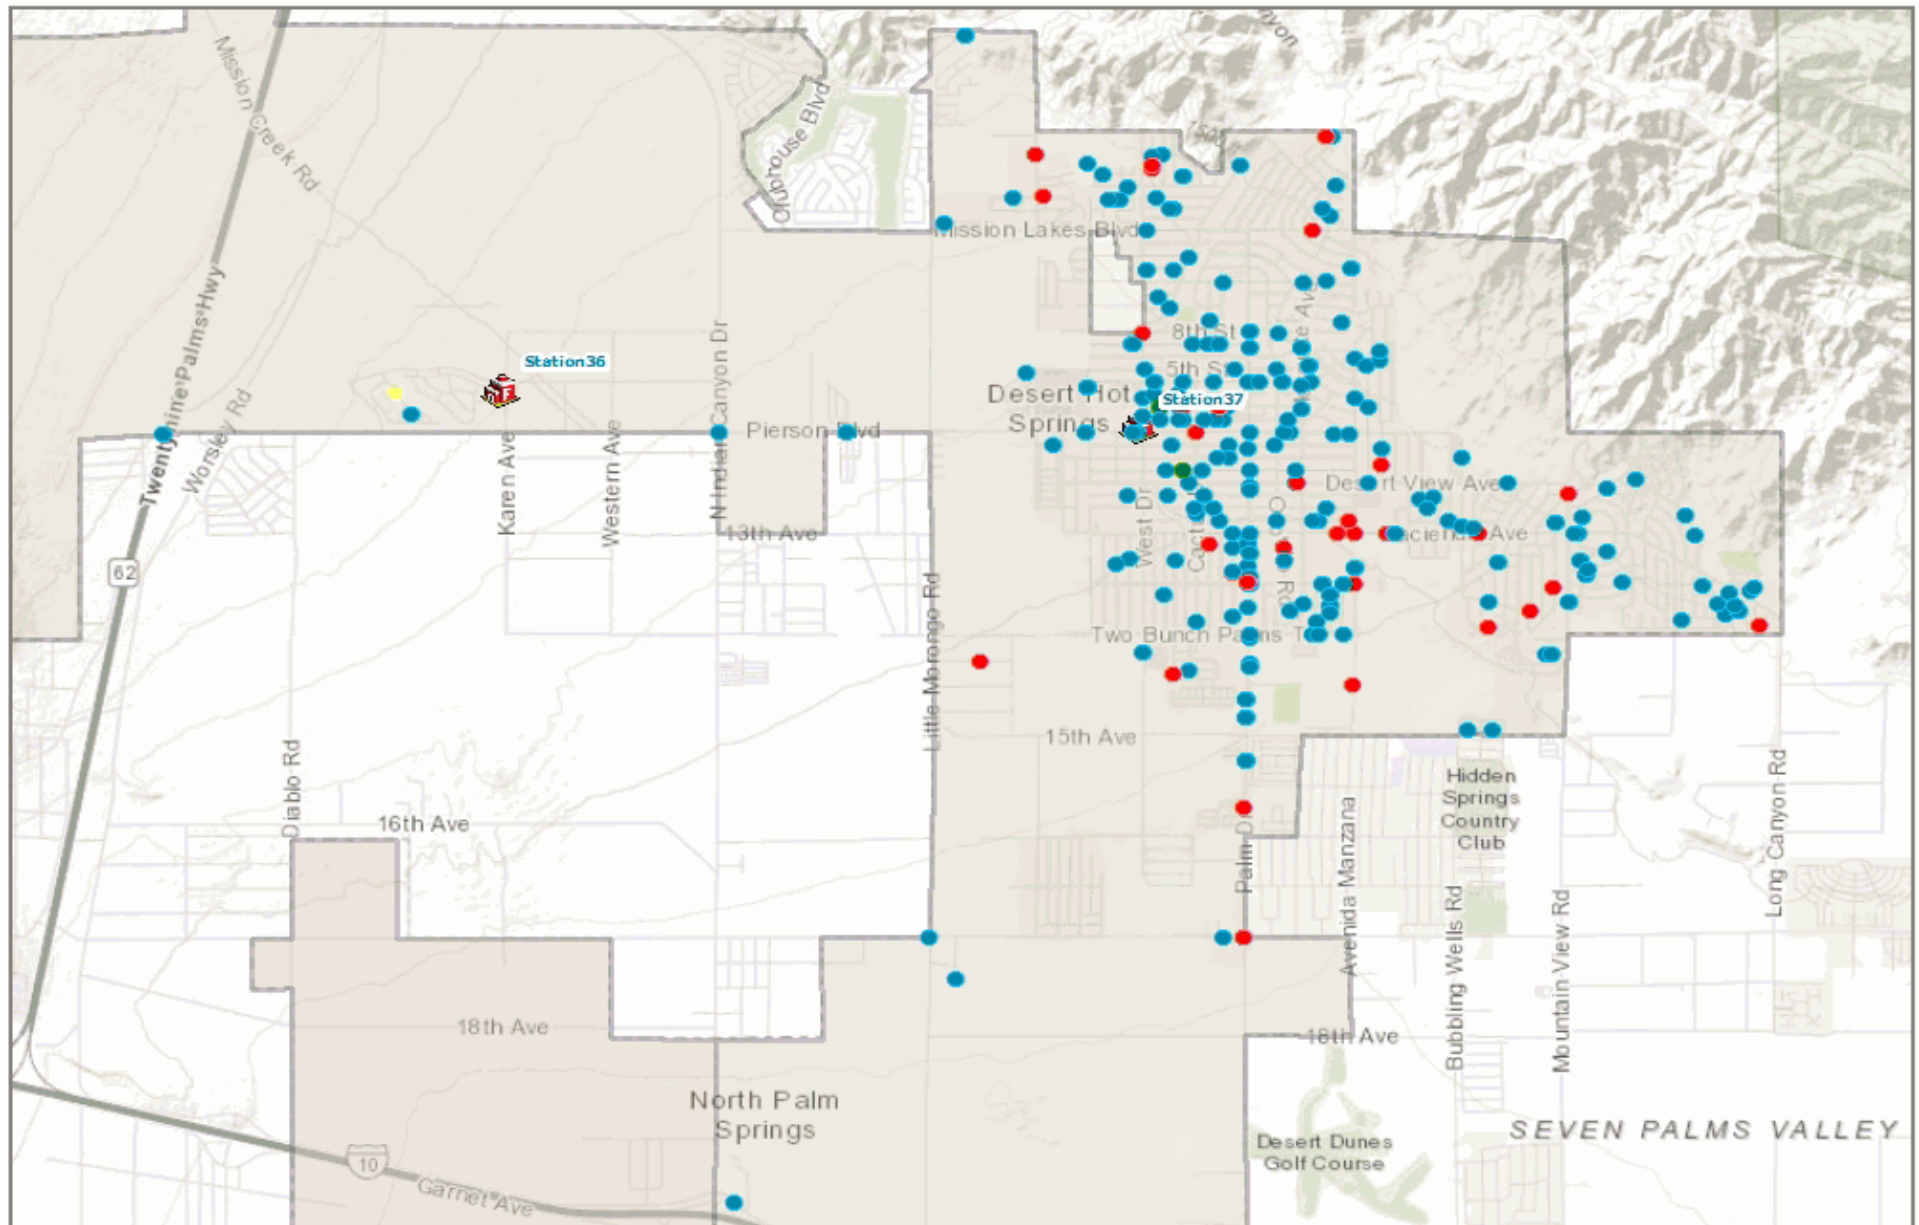 nyon
Mission Creek Rd
Clubhouse Blvd
1500
Mission Lakes Blvd
Twentynine Palms Hwy
Worsley Rd
Station36
N Indian Canyon Dr
8th St
5th St
Desert Hot
Springs
Station37
Pierson Blvd
Karen Ave
Western Ave
13th Ave
West Dr
Desert View Ave
62
Little Morongo Rd
Two Bunch Palms
15th Ave
Diablo Rd
16th Ave
Hidden
Springs
Country
Club
Palm Dr
Avenida Manzana
Bubbling Wells Rd
Mountain View Rd
Long Canyon Rd
18th Ave
18th Ave
North Palm
Springs
Desert Dunes
Golf Course
SEVEN PALMS VALLEY
10
Garnet Ave